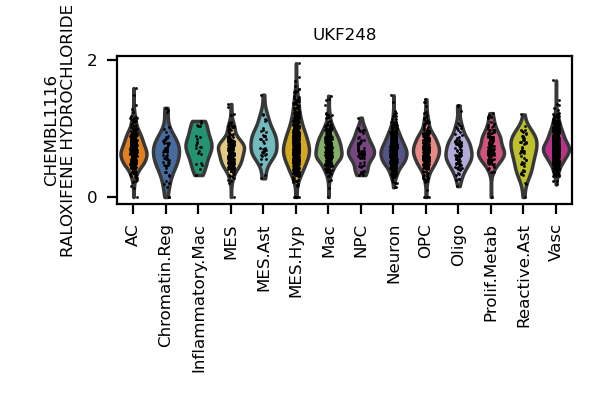 UKF248
CHEMBL1116
RALOXIFENE HYDROCHLORIDE
2
0
AC
Chromatin.Reg
Inflammatory.Mac
MES
MES.Ast
MES.Hyp
Mac
NPC
Neuron
OPC
Oligo
Prolif.Metab
Reactive.Ast
Vasc